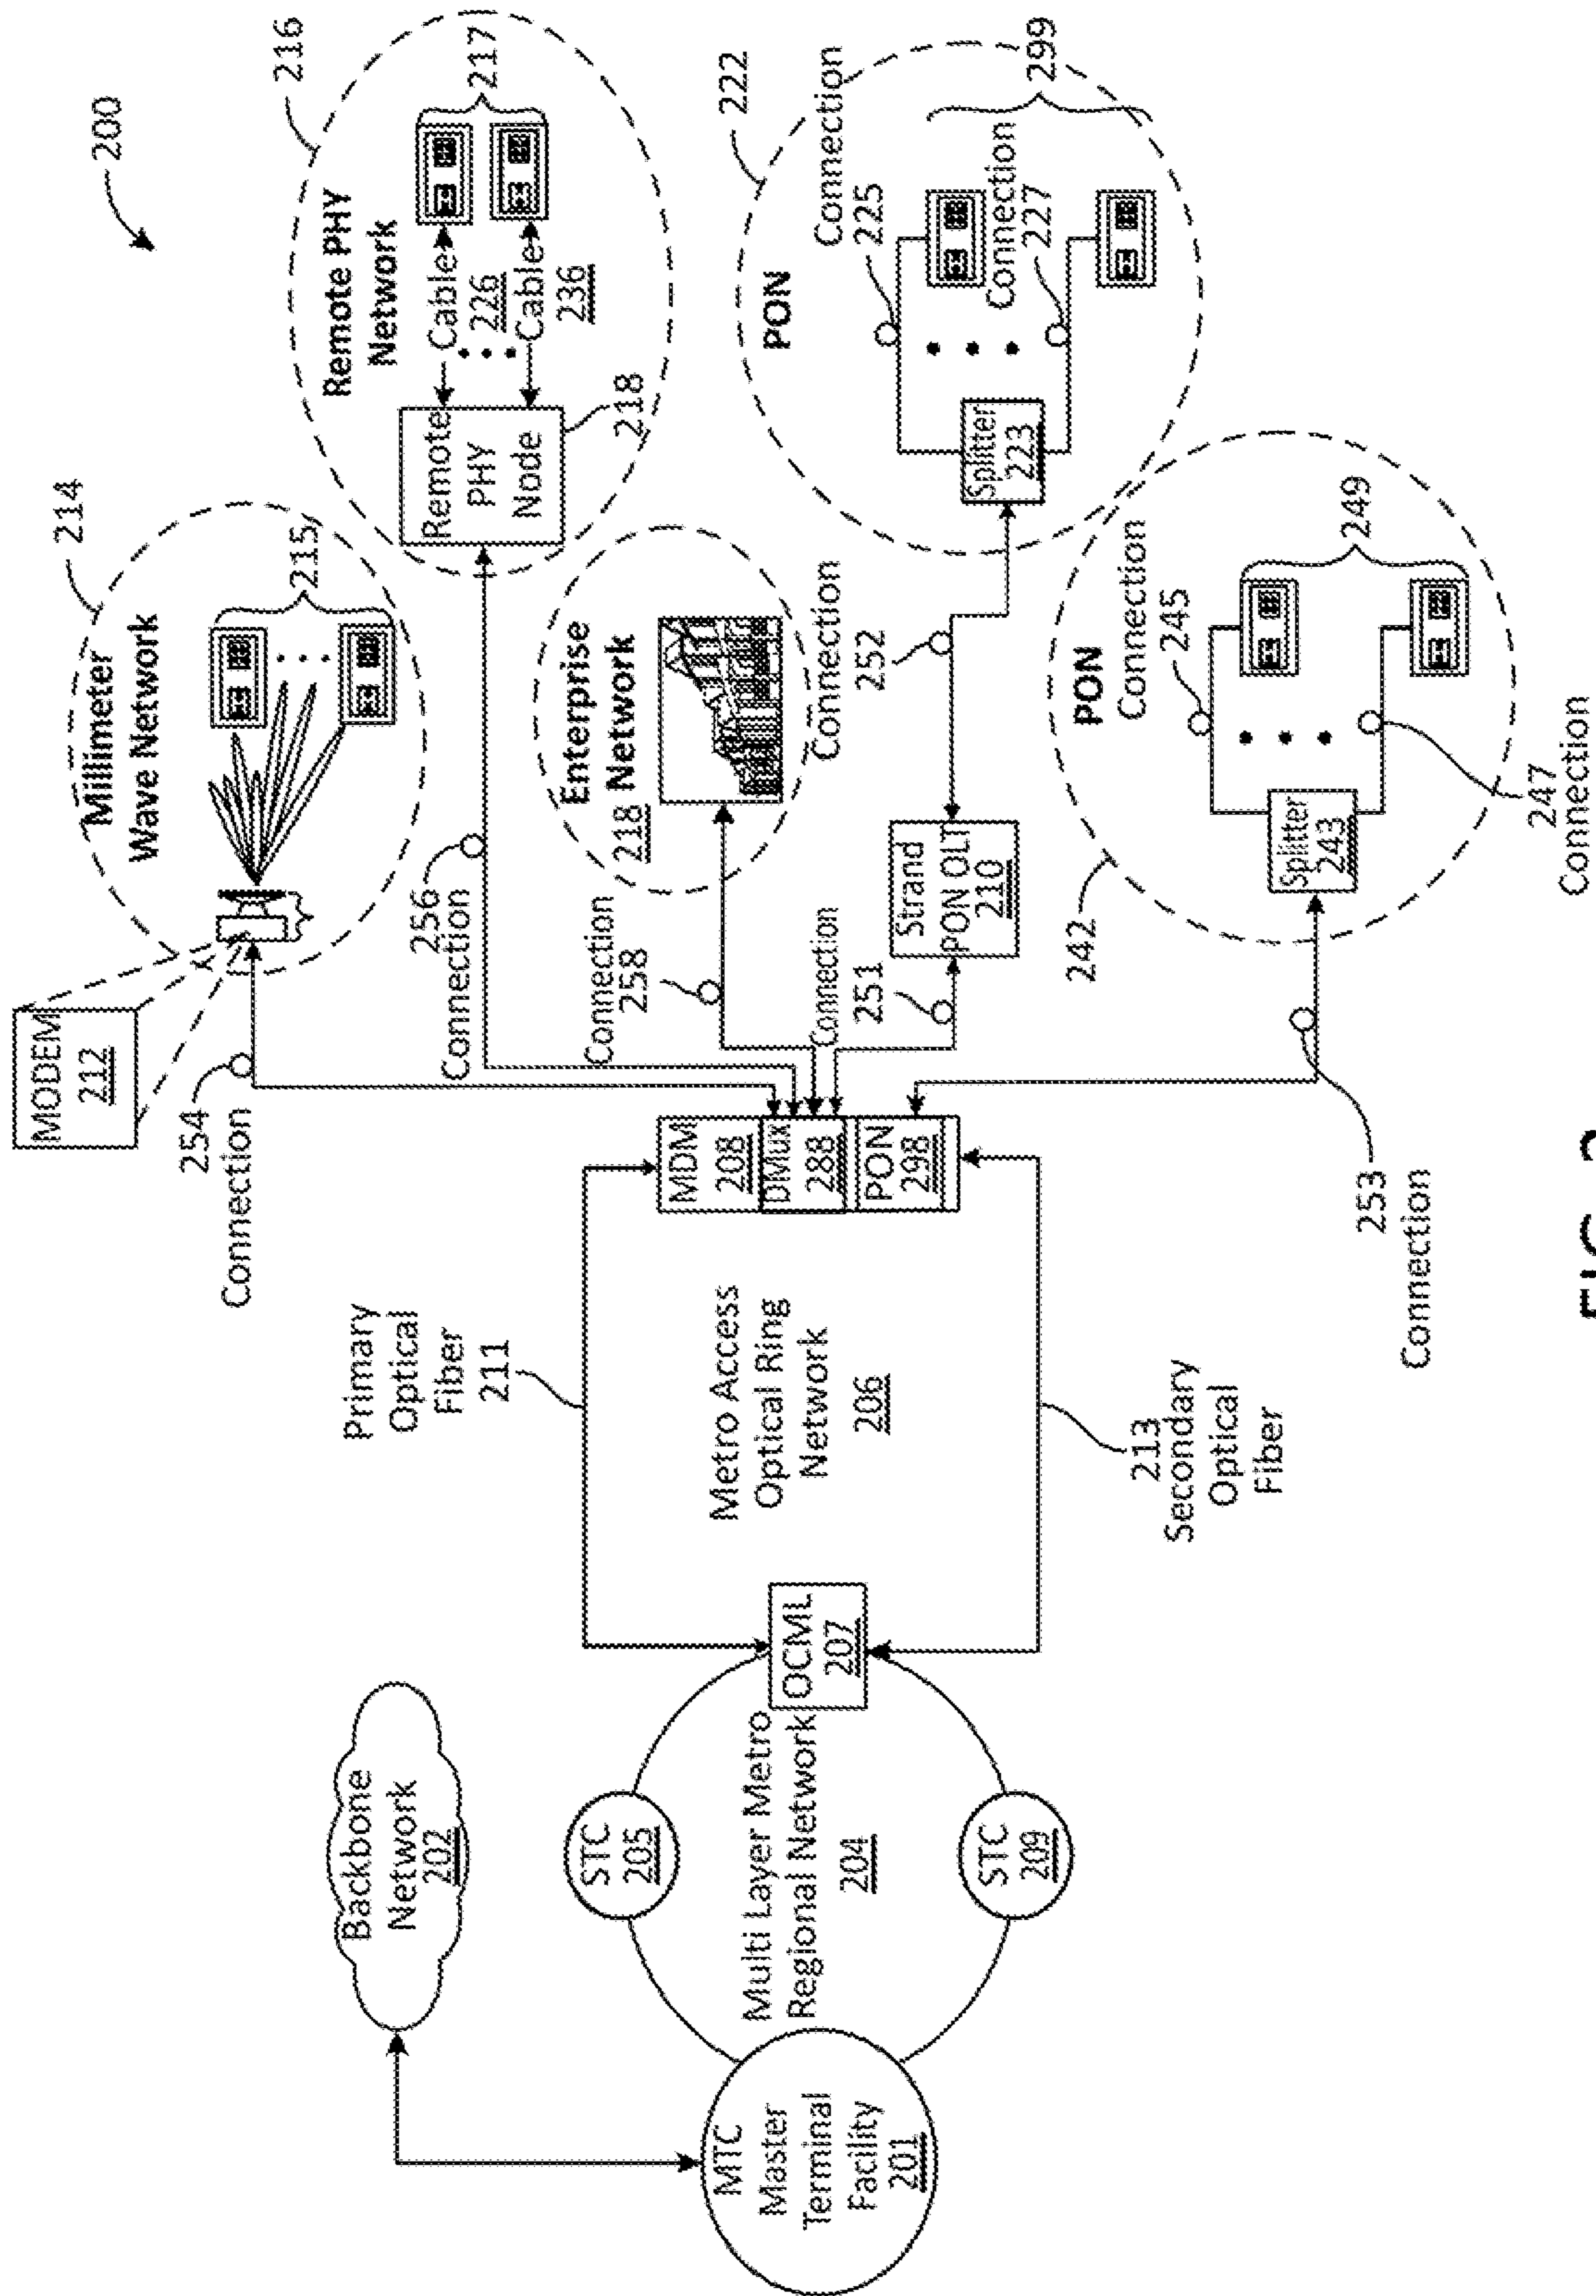 200
MODEM
212
254
Connection
Millimeter
Wave Network
214
215
256
Connection
Remote PHY
Network
216
217
Remote
PHY
Node
218
Cable
226
Cable
236
Connection
258
Enterprise
Network
218
Connection
251
Strand
PON OLT
210
Connection
252
PON
222
Splitter
223
Connection
225
Connection
227
299
PON
242
Splitter
243
Connection
245
247
Connection
249
253
Connection
MDM
208
DMux
288
PON
298
Primary
Optical
Fiber
211
Metro Access
Optical Ring
Network
206
213
Secondary
Optical
Fiber
OCML
207
Backbone
Network
202
STC
205
Multi Layer Metro
Regional Network
204
STC
209
MTC
Master
Terminal
Facility
201